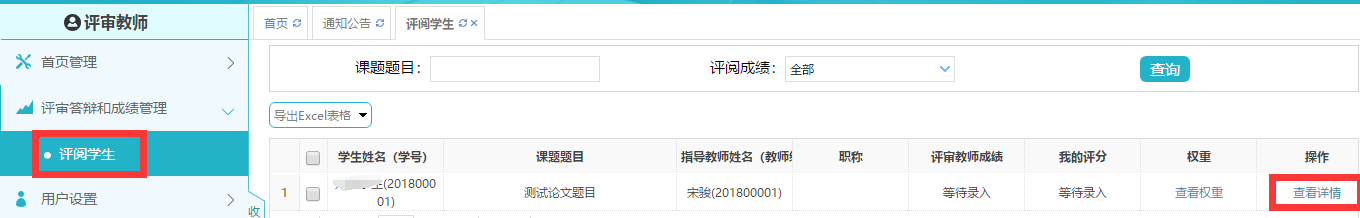 评审教师
首页 通知公告 评阅学生
首页管理
课题题目： 评阅成绩： 全部 查询
评审答辩和成绩管理
导出Excel表格
评阅学生
学生姓名（学号） 课题题目 指导教师姓名（教师 职称 评审教师成绩 我的评分 权重 操作
1 (2018000 测试论文题目 宋骏(201800001) 等待录入 等待录入 查看权重 查看详情
01)
用户设置
收